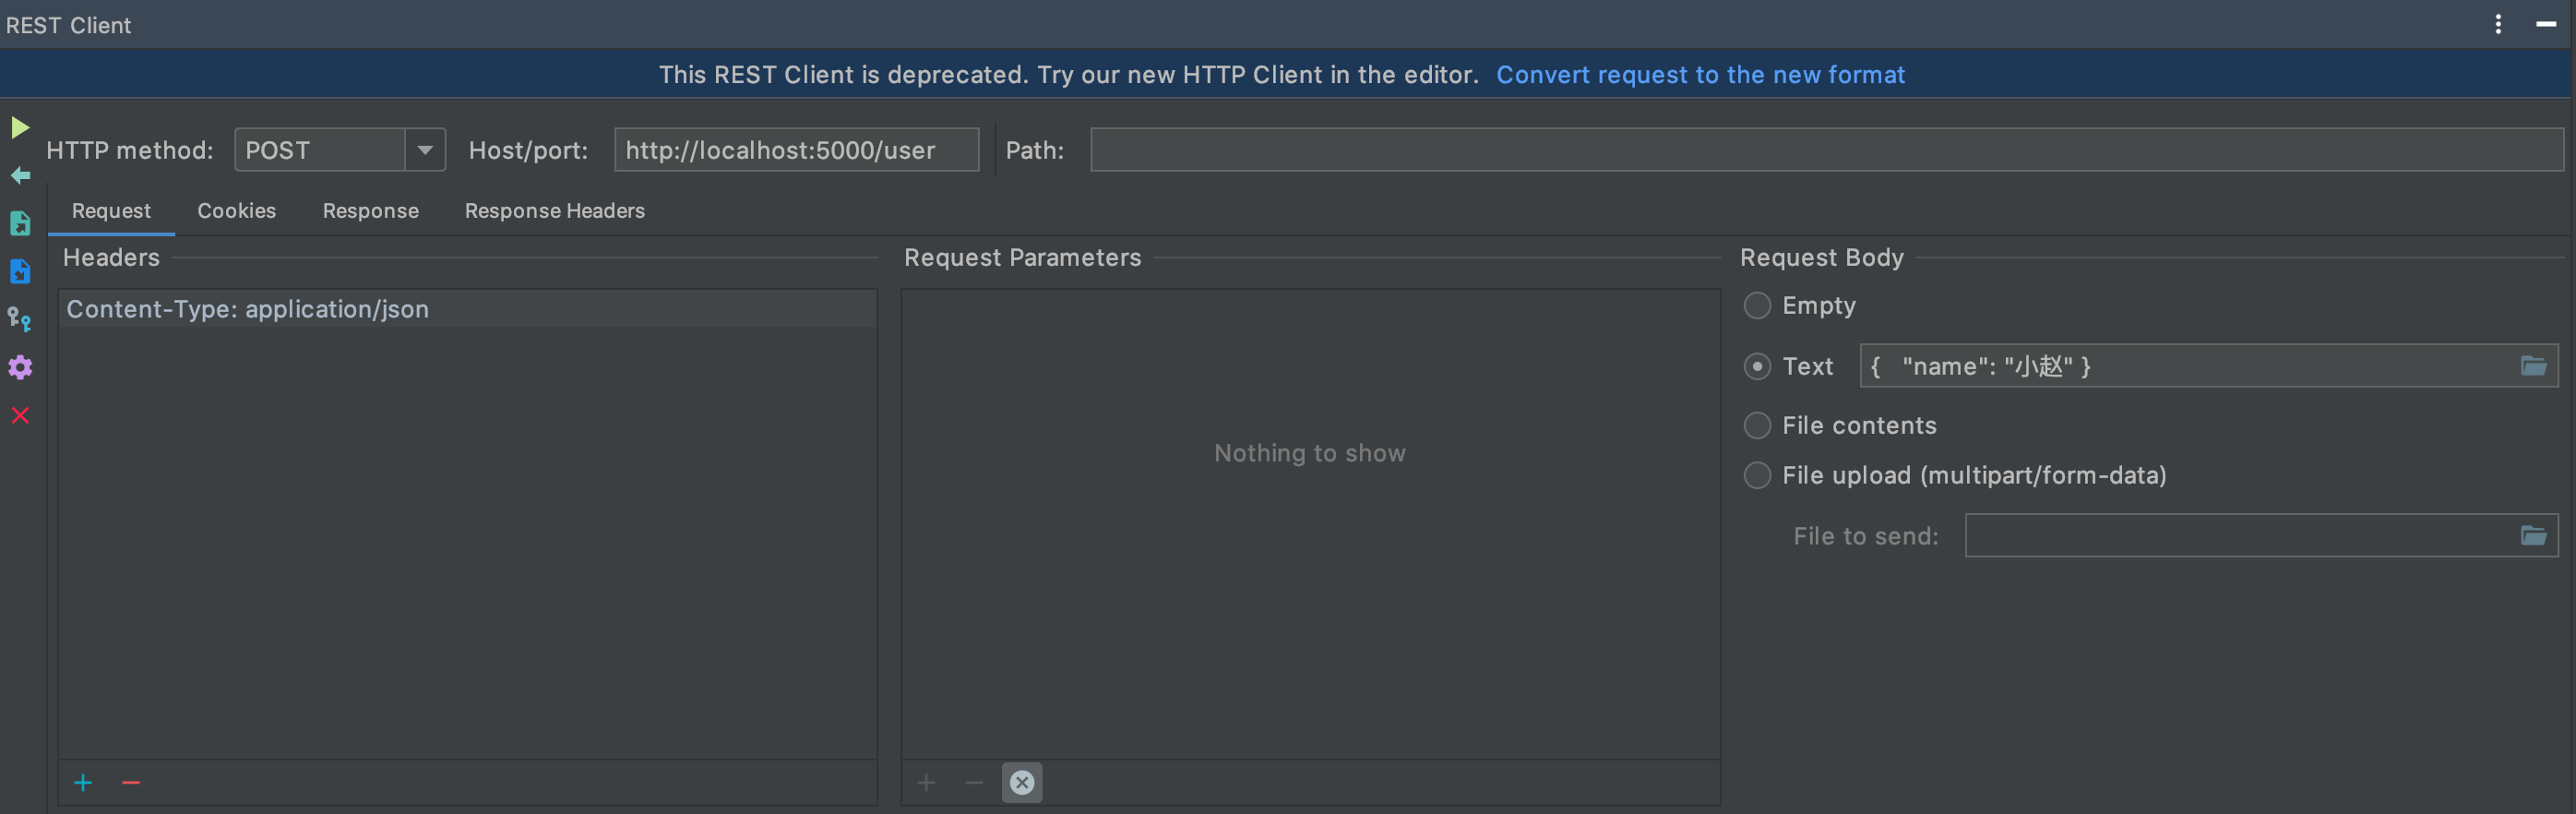 REST Client
This REST Client is deprecated. Try our new HTTP Client in the editor. Convert request to the new format
HTTP method: POST Host/port: http://localhost:5000/user Path:
Request Cookies Response Response Headers
Headers Request Parameters Request Body
Content-Type: application/json
Empty
Text { "name": "小赵" }
File contents
Nothing to show
File upload (multipart/form-data)
File to send: